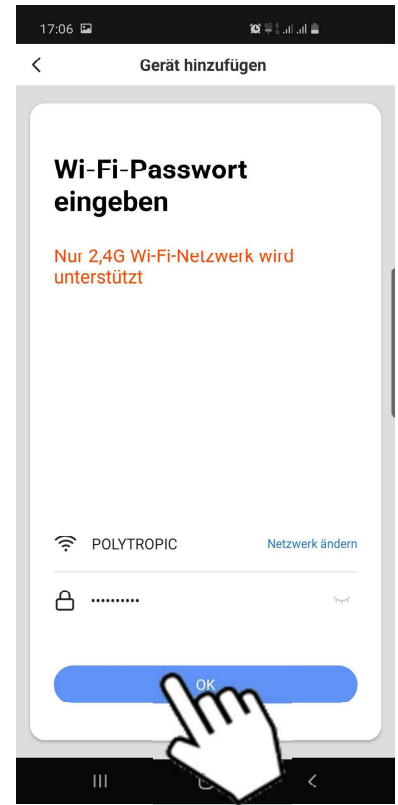 17:06
Gerät hinzufügen
Wi-Fi-Passwort
eingeben
Nur 2,4G Wi-Fi-Netzwerk wird
unterstützt
POLYTROPIC Netzwerk ändern
••••••••••
OK